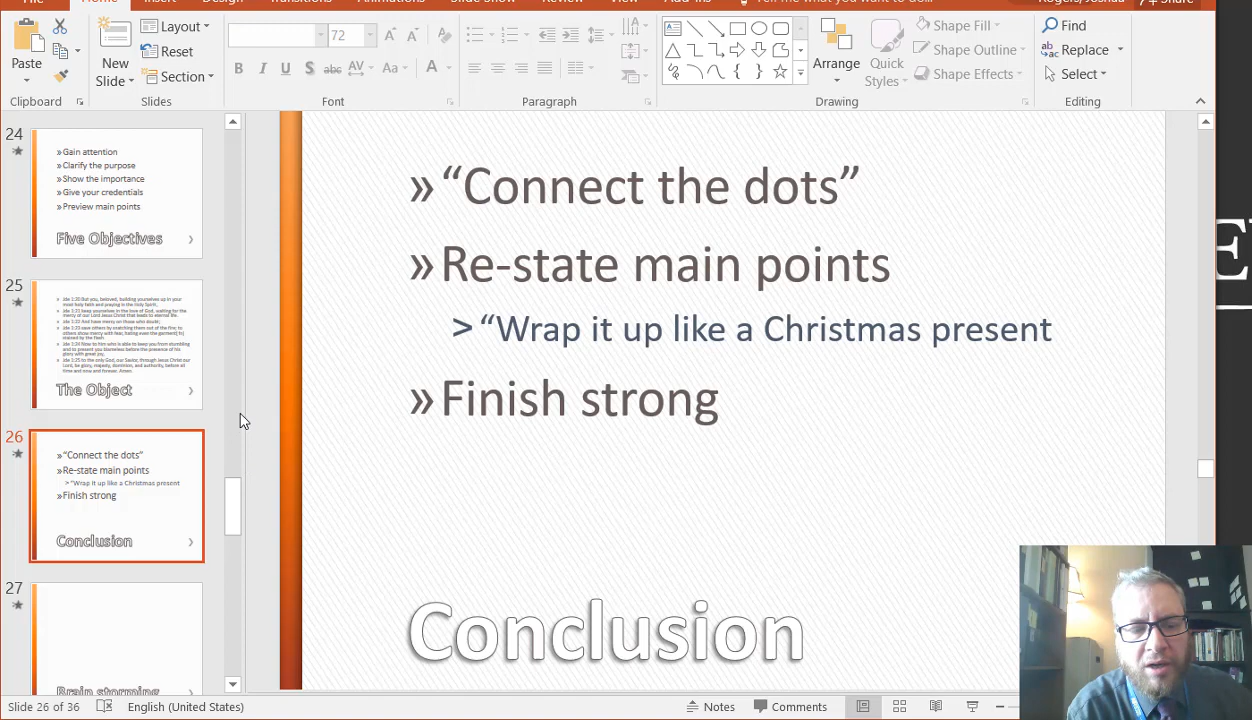 File Home Insert Design Transitions Animations Slide Show Review View Add-ins Tell me what you want to do... Rogers, Joshua Share
Paste
Clipboard
New
Slide
Layout
Reset
Section
Slides
72
B I U S abc AV Aa A
Font
Paragraph
Arrange
Quick
Styles
Shape Fill
Shape Outline
Shape Effects
Drawing
Find
Replace
Select
Editing
24
»Gain attention
»Clarify the purpose
»Show the importance
»Give your credentials
»Preview main points
Five Objectives
25
The Object
26
»“Connect the dots”
»Re-state main points
>“Wrap it up like a Christmas present
»Finish strong
Conclusion
27
Brain storming
»“Connect the dots”
»Re-state main points
>“Wrap it up like a Christmas present
»Finish strong
Conclusion
E
Slide 26 of 36 English (United States) Notes Comments